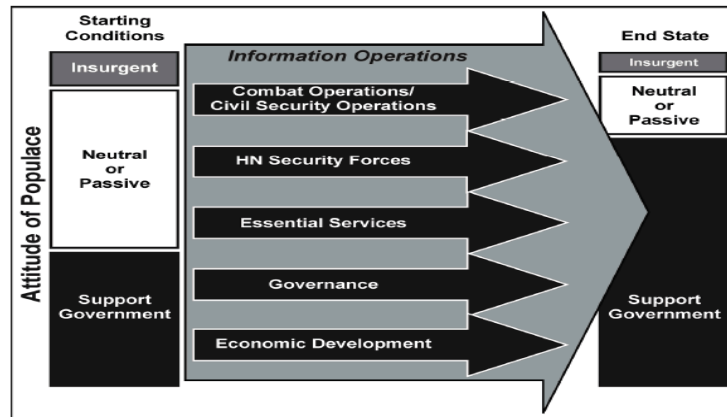 Starting
Conditions
Insurgent
Neutral
or
Passive
Support
Government
Attitude of Populace
Information Operations
Combat Operations/
Civil Security Operations
HN Security Forces
Essential Services
Governance
Economic Development
End State
Insurgent
Neutral
or
Passive
Support
Government